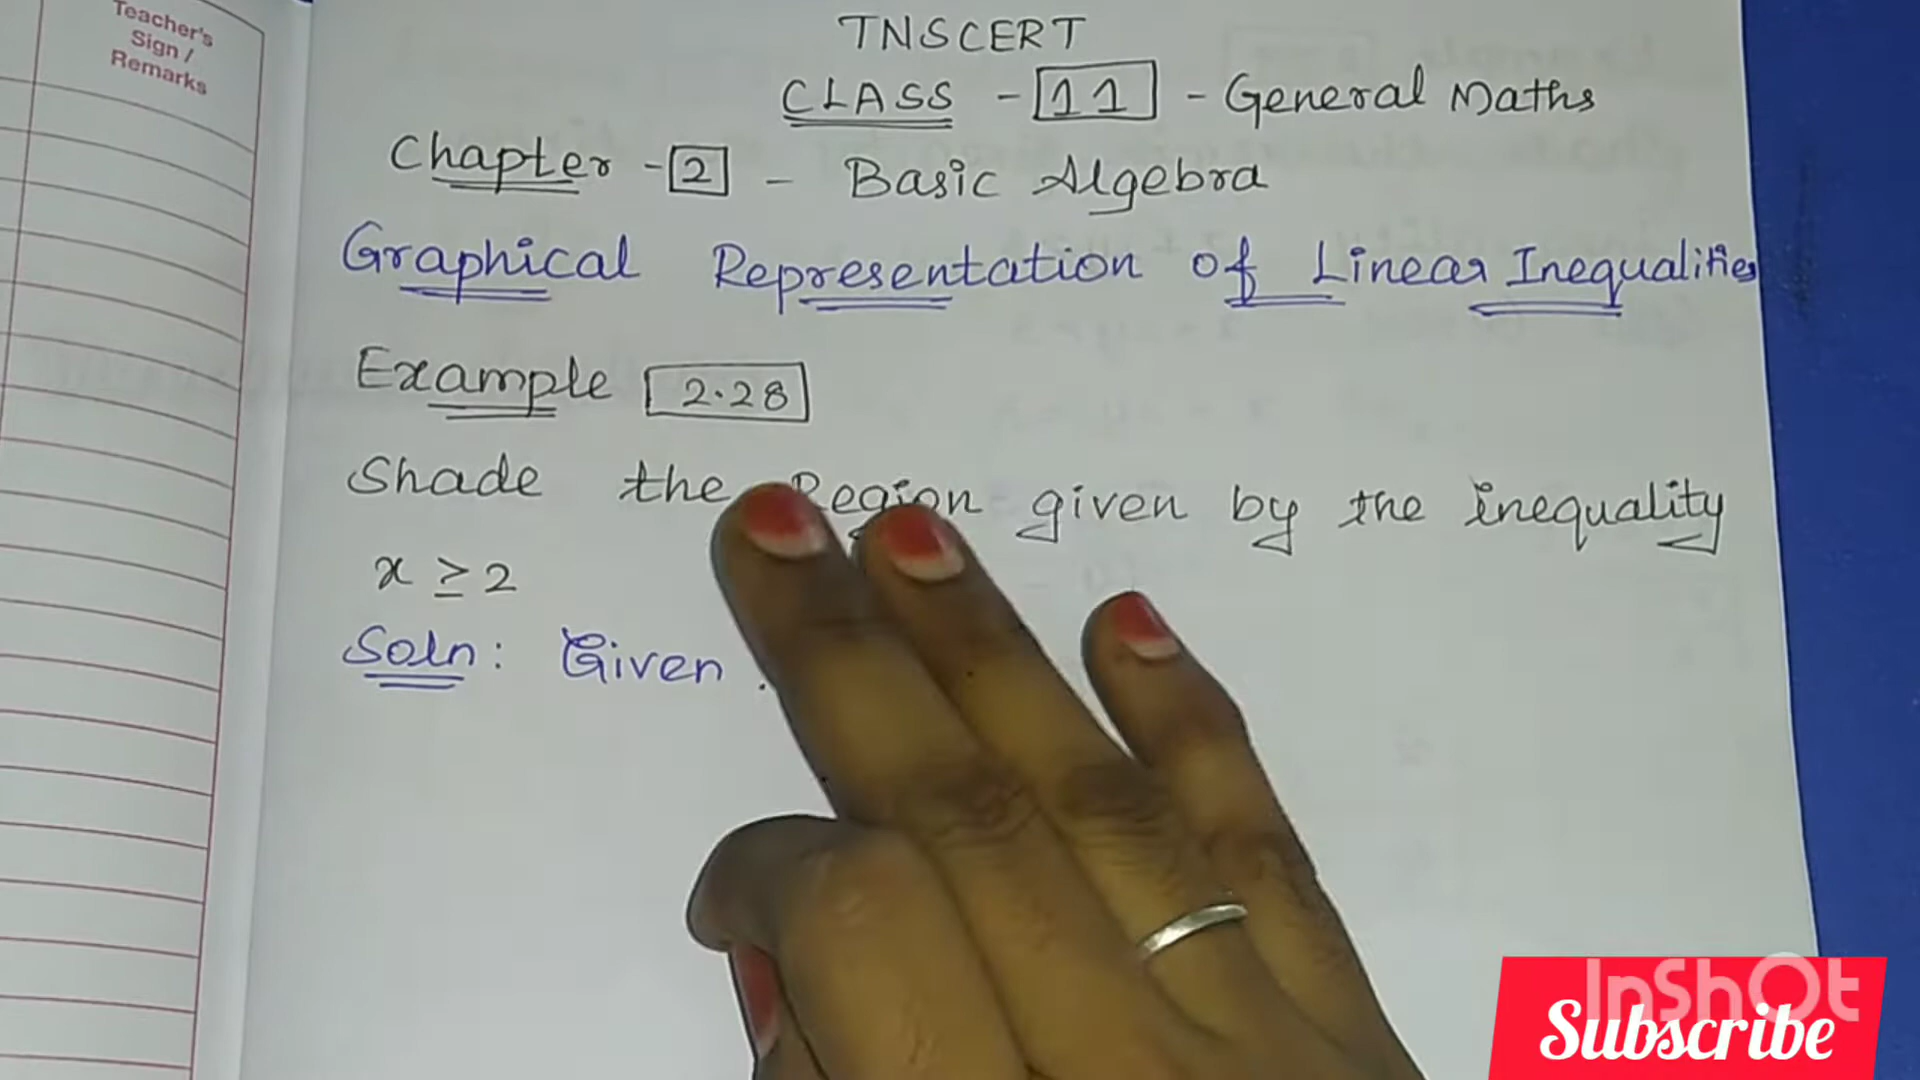 Teacher's
Sign /
Remarks
TNSCERT
CLASS - 11 - General Maths
Chapter - 2 - Basic Algebra
Graphical Representation of Linear Inequalities
Example 2.28
Shade the Region given by the inequality
x ≥ 2
Soln: Given
InShOt
Subscribe